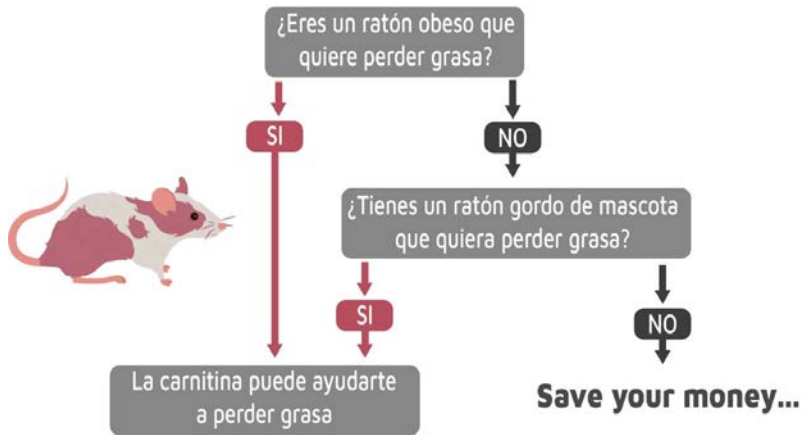 ¿Eres un ratón obeso que
quiere perder grasa?
SI
NO
¿Tienes un ratón gordo de mascota
que quiera perder grasa?
SI
NO
La carnitina puede ayudarte
a perder grasa
Save your money...